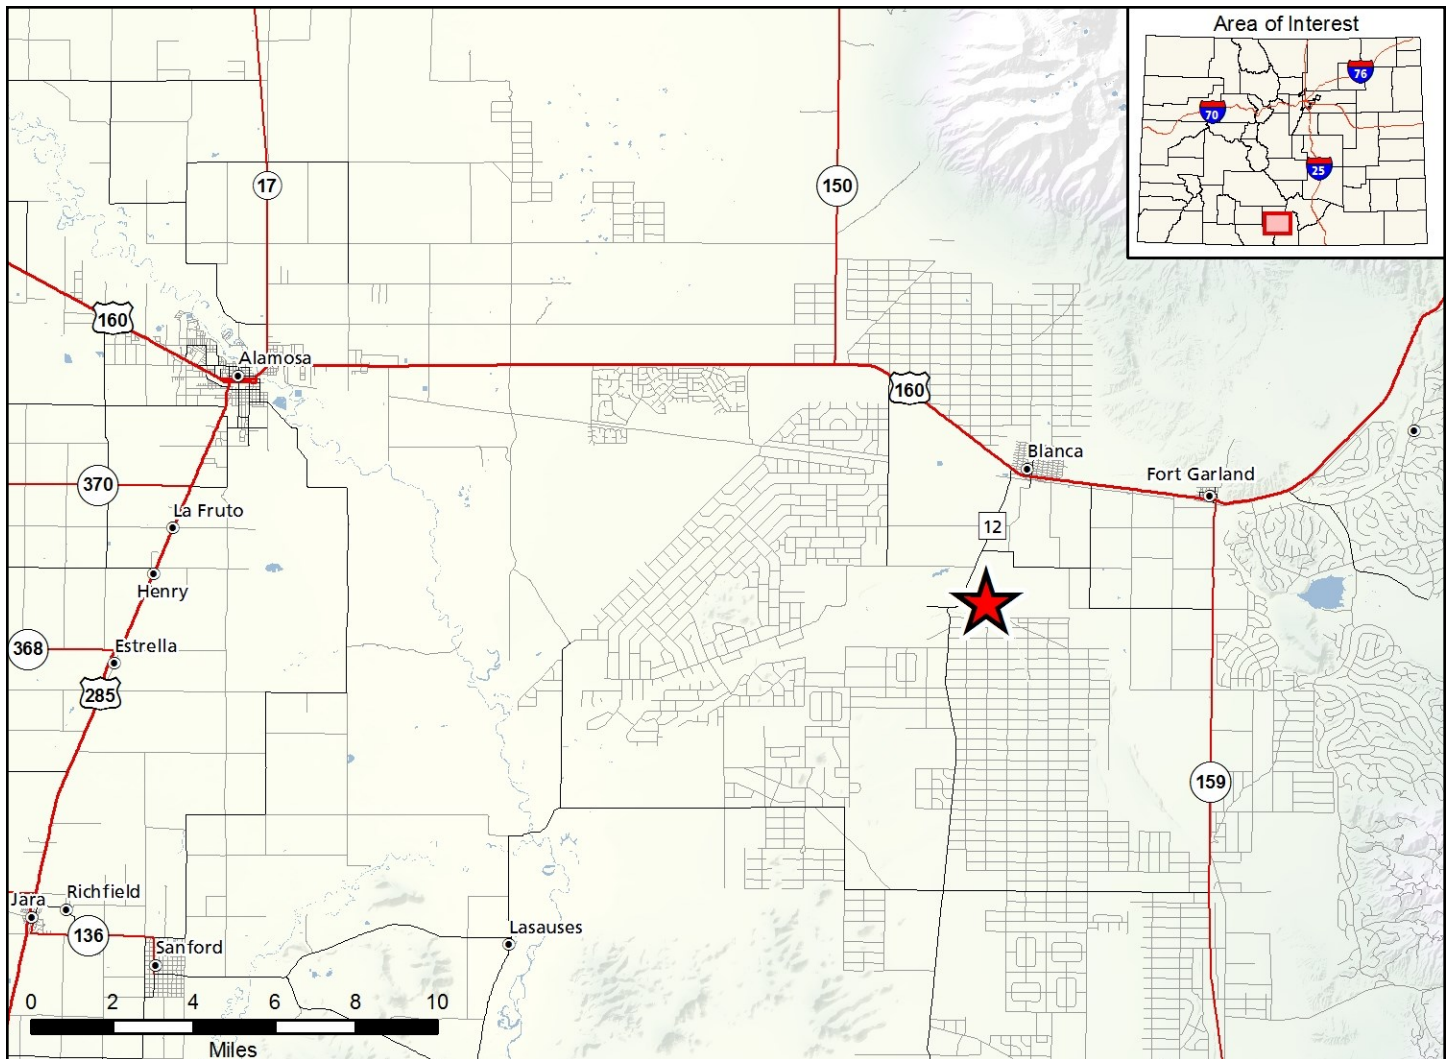 Area of Interest
76
70
25
17
150
160
Alamosa
160
Blanca
Fort Garland
370
La Fruto
12
Henry
368
Estrella
285
159
Jara
Richfield
136
Sanford
Lasauses
0 2 4 6 8 10
Miles